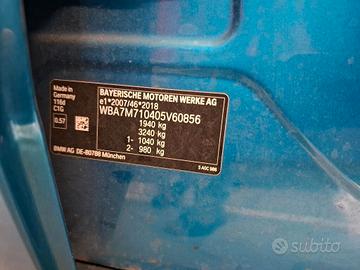 Made in
Germany
116d
C1G
0.57
BAYERISCHE MOTOREN WERKE AG
e1*2007/46*2018
WBA7M710405V60856
1940 kg
3240 kg
1- 1040 kg
2- 980 kg
BMW AG DE-80788 München
subito